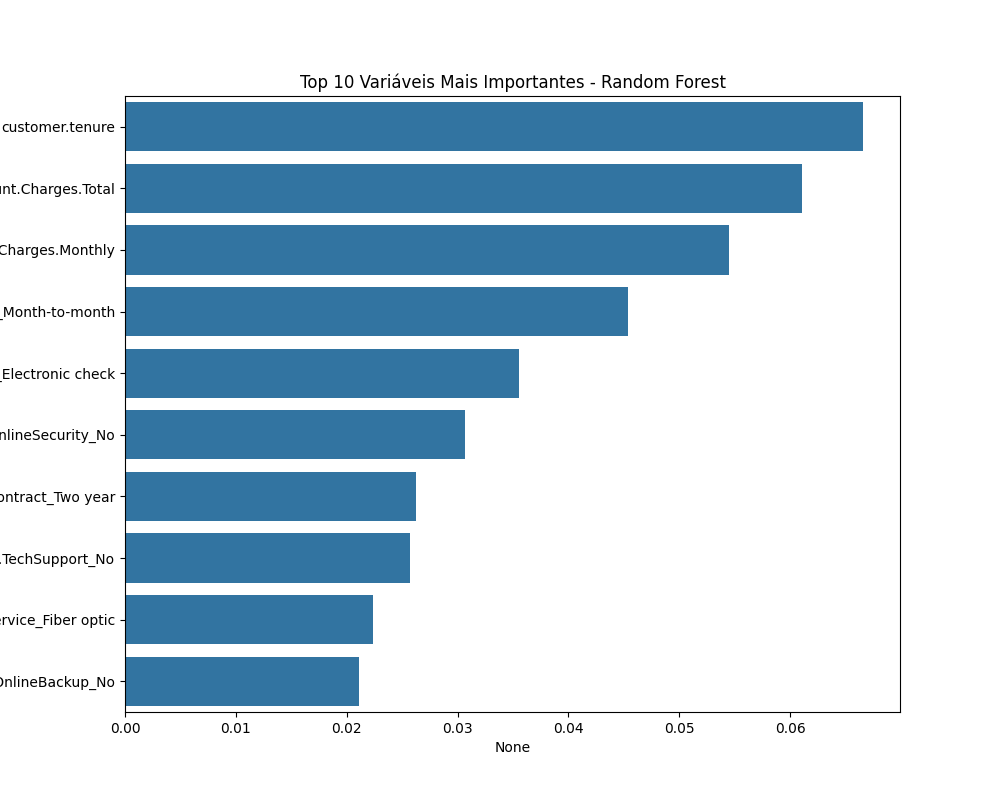 Top 10 Variáveis Mais Importantes - Random Forest
customer.tenure
nt.Charges.Total
Charges.Monthly
_Month-to-month
_Electronic check
nlineSecurity_No
ontract_Two year
.TechSupport_No
ervice_Fiber optic
OnlineBackup_No
0.00 0.01 0.02 0.03 0.04 0.05 0.06
None